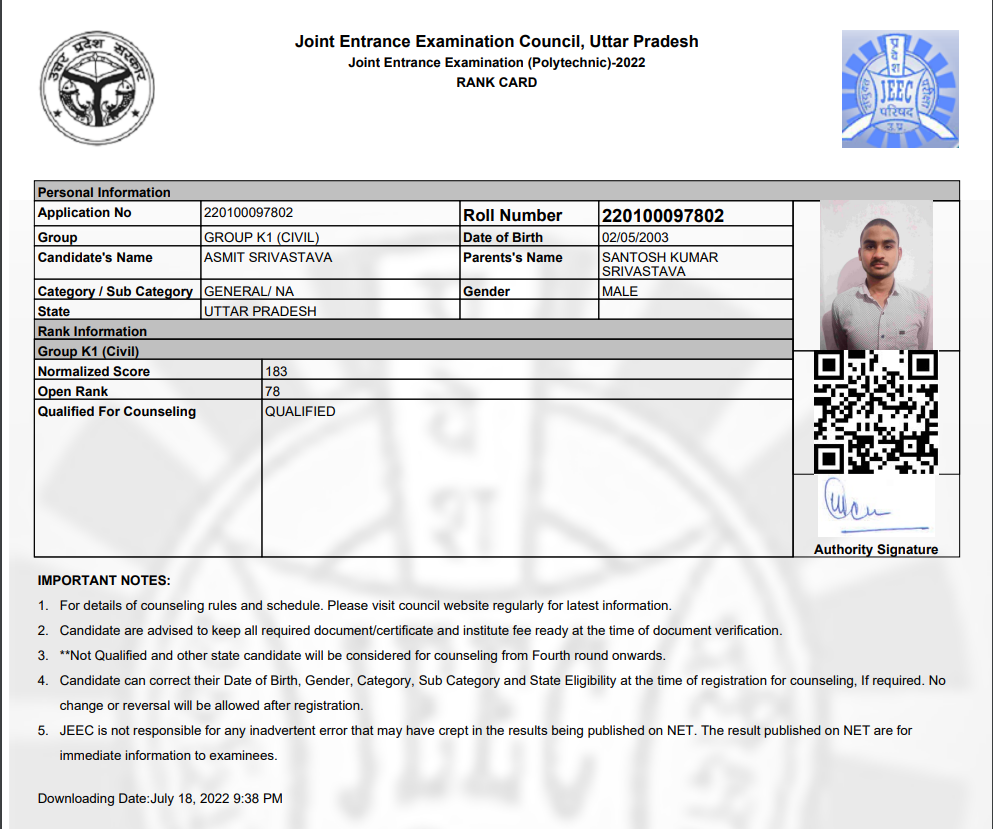 Joint Entrance Examination Council, Uttar Pradesh
Joint Entrance Examination (Polytechnic)-2022
RANK CARD
उत्तर प्रदेश सरकार
प्रदेश
संयुक्त
परीक्षा
JEEC
परिषद
उ.प्र.
Personal Information
Application No 220100097802 Roll Number 220100097802
Group GROUP K1 (CIVIL) Date of Birth 02/05/2003
Candidate's Name ASMIT SRIVASTAVA Parents's Name SANTOSH KUMAR
SRIVASTAVA
Category / Sub Category GENERAL/ NA Gender MALE
State UTTAR PRADESH
Rank Information
Group K1 (Civil)
Normalized Score 183
Open Rank 78
Qualified For Counseling QUALIFIED
Authority Signature
IMPORTANT NOTES:
1. For details of counseling rules and schedule. Please visit council website regularly for latest information.
2. Candidate are advised to keep all required document/certificate and institute fee ready at the time of document verification.
3. **Not Qualified and other state candidate will be considered for counseling from Fourth round onwards.
4. Candidate can correct their Date of Birth, Gender, Category, Sub Category and State Eligibility at the time of registration for counseling, If required. No
change or reversal will be allowed after registration.
5. JEEC is not responsible for any inadvertent error that may have crept in the results being published on NET. The result published on NET are for
immediate information to examinees.
Downloading Date:July 18, 2022 9:38 PM